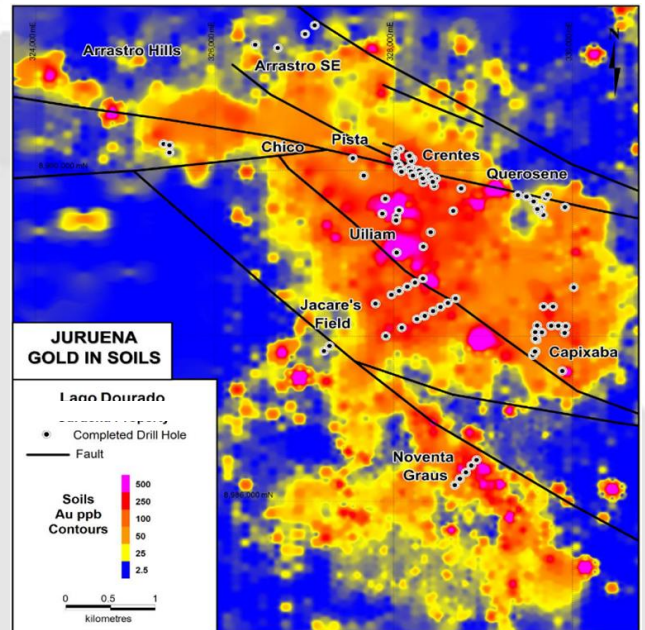 Arrastro Hills
Arrastro SE
Pista
Chico
Crentes
Querosene
Uiliam
Jacare's
Field
Capixaba
Noventa
Graus
JURUENA
GOLD IN SOILS
Lago Dourado
Completed Drill Hole
Fault
Soils
Au ppb
Contours
500
250
100
50
25
2.5
0 0.5 1
kilometres